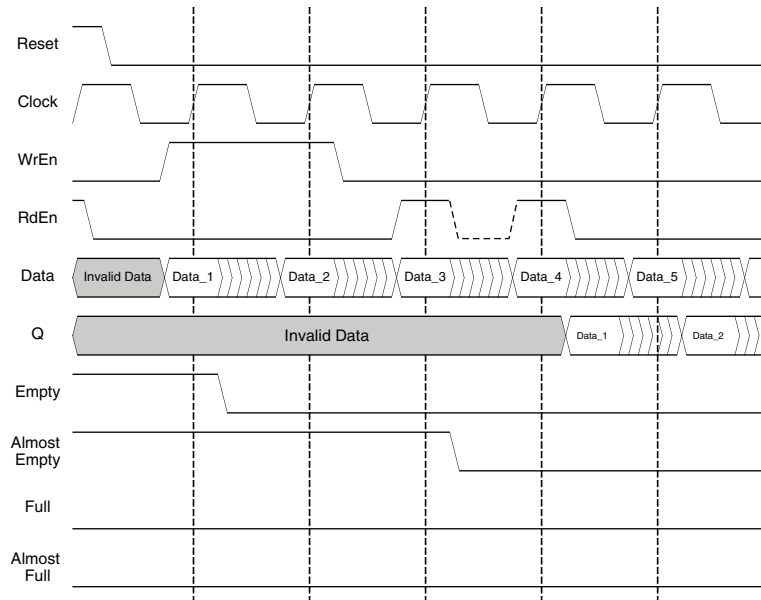 Reset
Clock
WrEn
RdEn
Data Invalid Data Data_1 Data_2 Data_3 Data_4 Data_5
Q Invalid Data Data_1 Data_2
Empty
Almost
Empty
Full
Almost
Full